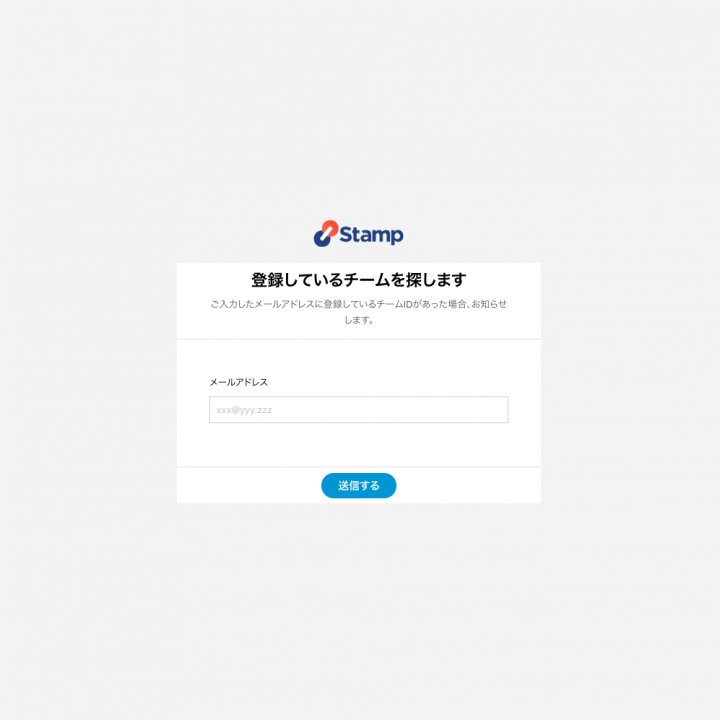 Stamp
登録しているチームを探します
ご入力したメールアドレスに登録しているチームIDがあった場合、お知らせ
します。
メールアドレス
xxx@yyy.zzz
送信する